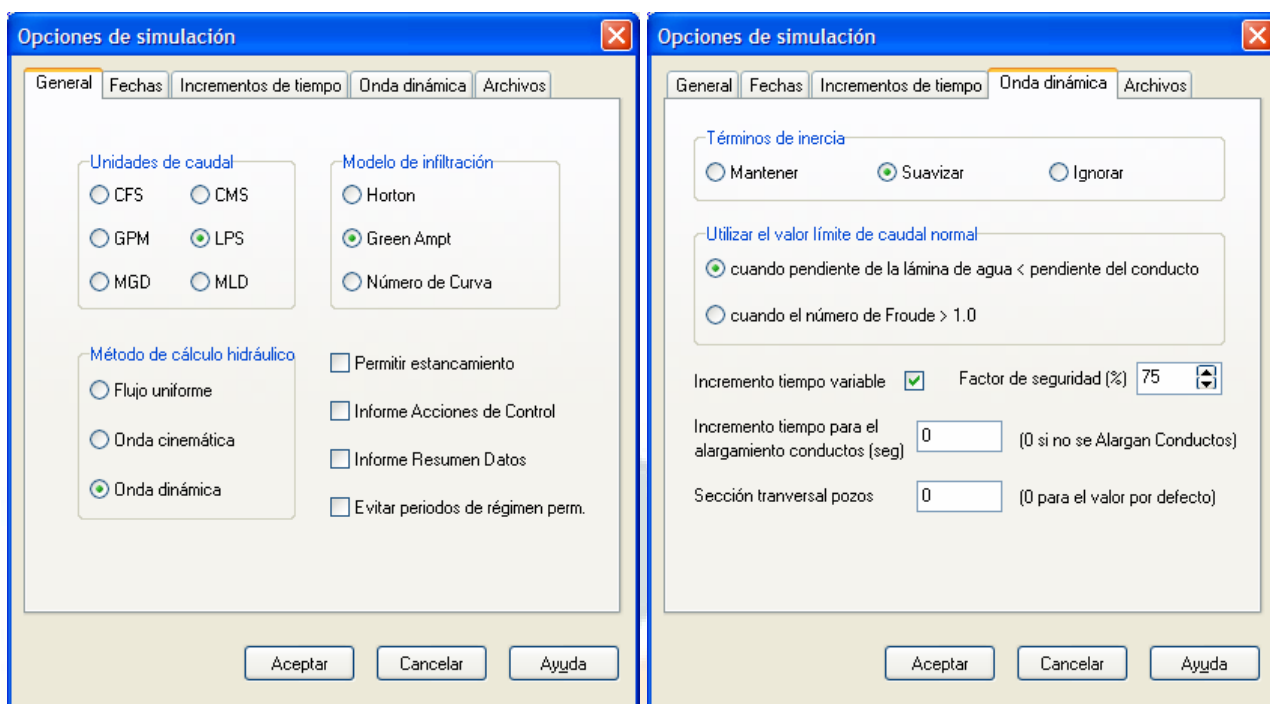 Opciones de simulación
General Fechas Incrementos de tiempo Onda dinámica Archivos
Unidades de caudal
CFS CMS
GPM LPS
MGD MLD
Modelo de infiltración
Horton
Green Ampt
Número de Curva
Método de cálculo hidráulico
Flujo uniforme
Onda cinemática
Onda dinámica
Permitir estancamiento
Informe Acciones de Control
Informe Resumen Datos
Evitar periodos de régimen perm.
Aceptar Cancelar Ayuda
Opciones de simulación
General Fechas Incrementos de tiempo Onda dinámica Archivos
Términos de inercia
Mantener Suavizar Ignorar
Utilizar el valor límite de caudal normal
cuando pendiente de la lámina de agua < pendiente del conducto
cuando el número de Froude > 1.0
Incremento tiempo variable Factor de seguridad (%) 75
Incremento tiempo para el
alargamiento conductos (seg) 0 (0 si no se Alargan Conductos)
Sección tranversal pozos 0 (0 para el valor por defecto)
Aceptar Cancelar Ayuda